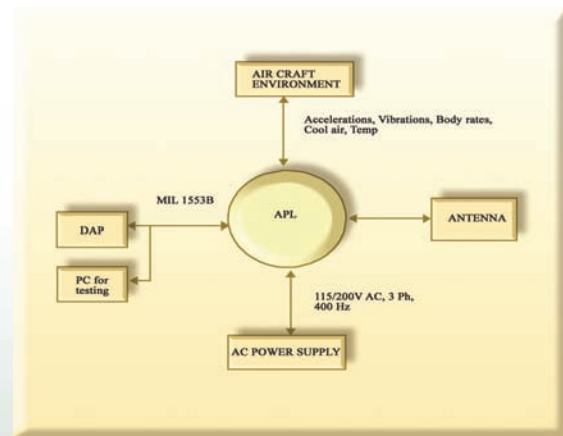 AIR CRAFT
ENVIRONMENT
Accelerations, Vibrations, Body rates,
Cool air, Temp
MIL 1553B
APL
DAP
ANTENNA
PC for
testing
115/200V AC, 3 Ph,
400 Hz
AC POWER SUPPLY